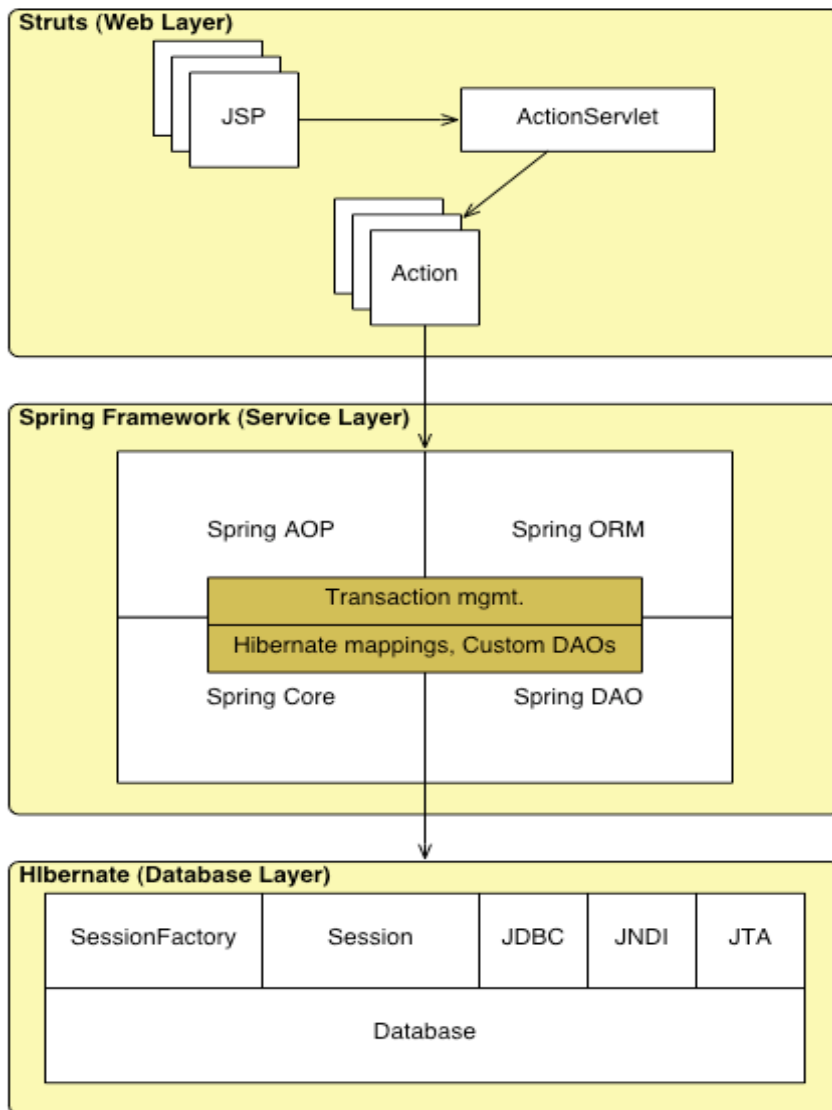 Struts (Web Layer)
JSP
ActionServlet
Action
Spring Framework (Service Layer)
Spring AOP
Spring ORM
Transaction mgmt.
Hibernate mappings, Custom DAOs
Spring Core
Spring DAO
HIbernate (Database Layer)
SessionFactory
Session
JDBC
JNDI
JTA
Database